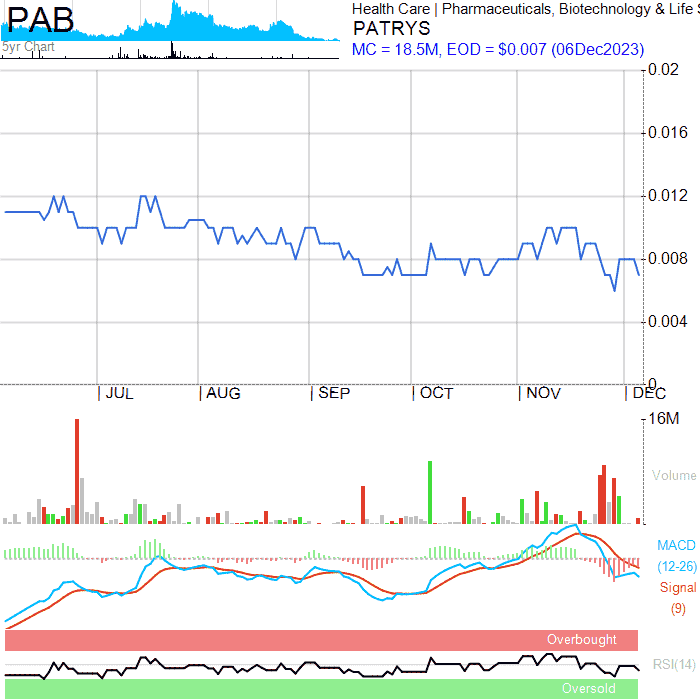 PAB
Health Care | Pharmaceuticals, Biotechnology & Life S
PATRYS
5yr Chart
MC = 18.5M, EOD = $0.007 (06Dec2023)
0.02
0.016
0.012
0.008
0.004
0
| JUL | AUG | SEP | OCT | NOV | DEC
16M
Volume
MACD
(12-26)
Signal
(9)
Overbought
RSI(14)
Oversold